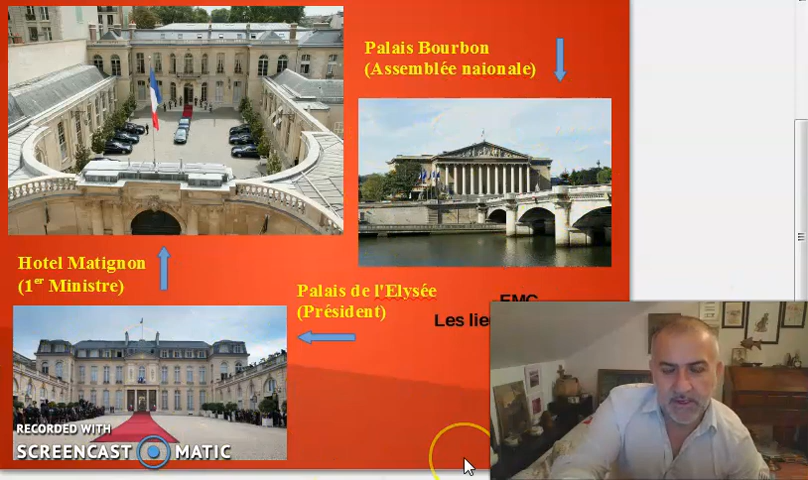 Palais Bourbon
(Assemblée naionale)
Hotel Matignon
(1er Ministre)
Palais de l'Elysée
(Président)
EMC
Les lie
RECORDED WITH
SCREENCAST MATIC